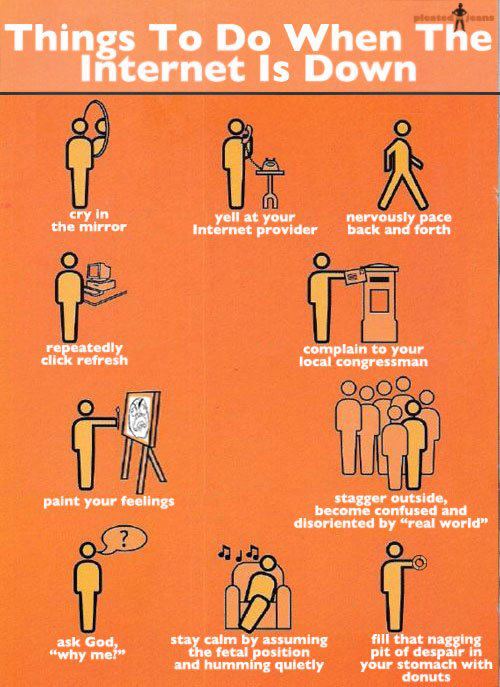 pleated jeans
Things To Do When The
Internet Is Down
cry in
the mirror
yell at your
Internet provider
nervously pace
back and forth
repeatedly
click refresh
complain to your
local congressman
paint your feelings
stagger outside,
become confused and
disoriented by “real world”
?
ask God,
“why me?”
stay calm by assuming
the fetal position
and humming quietly
fill that nagging
pit of despair in
your stomach with
donuts